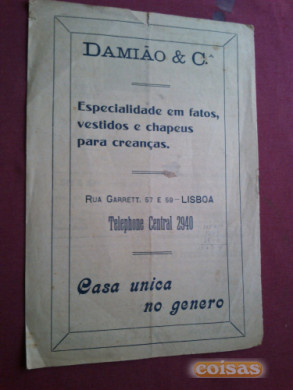 DAMIÃO & C.ª
Especialidade em fatos,
vestidos e chapeus
para creanças.
RUA GARRETT, 57 E 59 – LISBOA
Telephone Central 2940
Casa unica
no genero
coisas